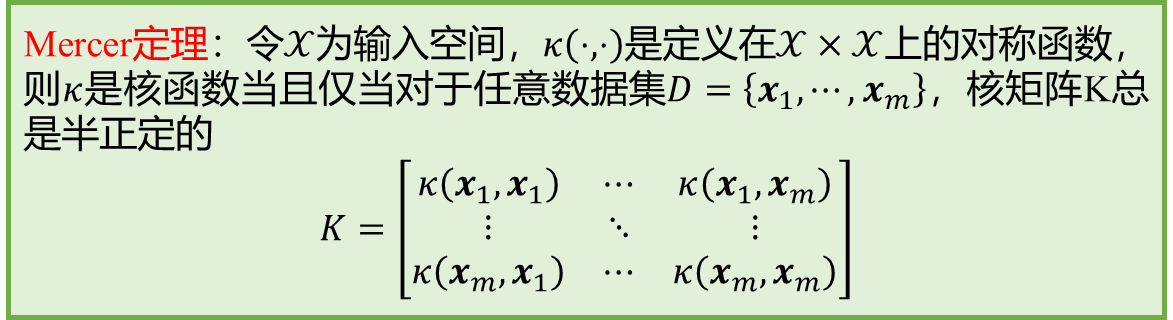 Mercer定理：令𝒳为输入空间，κ(·,·)是定义在𝒳 × 𝒳上的对称函数，
则κ是核函数当且仅当对于任意数据集D = {𝒙₁, ⋯, 𝒙ₘ}，核矩阵K总
是半正定的
K = [κ(𝒙₁, 𝒙₁) ⋯ κ(𝒙₁, 𝒙ₘ)
⋮ ⋱ ⋮
κ(𝒙ₘ, 𝒙₁) ⋯ κ(𝒙ₘ, 𝒙ₘ)]